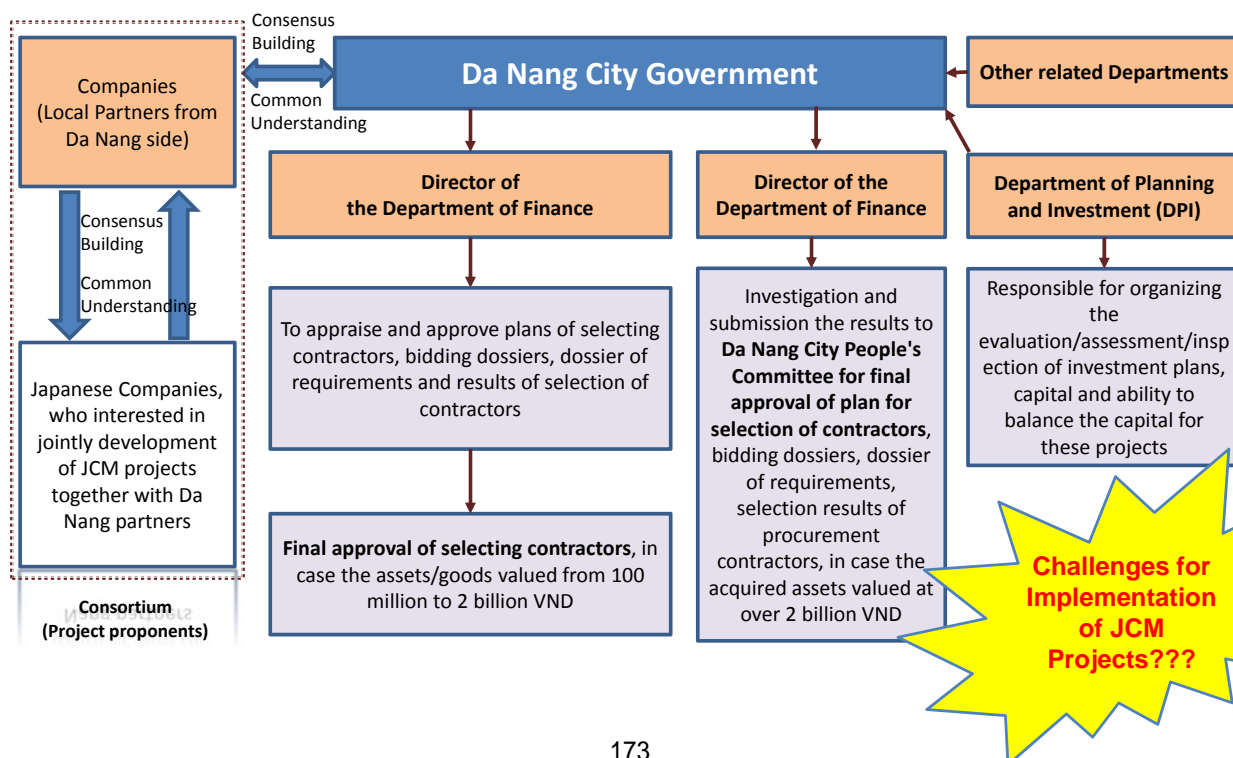 Consensus
Building
Common
Understanding
Companies
(Local Partners from
Da Nang side)
Consensus
Building
Common
Understanding
Japanese Companies,
who interested in
jointly development
of JCM projects
together with Da
Nang partners
Nang partners
Consortium
(Project proponents)
Da Nang City Government
Other related Departments
Director of
the Department of Finance
To appraise and approve plans of selecting
contractors, bidding dossiers, dossier of
requirements and results of selection of
contractors
Final approval of selecting contractors, in
case the assets/goods valued from 100
million to 2 billion VND
Director of the
Department of Finance
Investigation and
submission the results to
Da Nang City People's
Committee for final
approval of plan for
selection of contractors,
bidding dossiers, dossier
of requirements,
selection results of
procurement
contractors, in case the
acquired assets valued at
over 2 billion VND
Department of Planning
and Investment (DPI)
Responsible for organizing
the
evaluation/assessment/insp
ection of investment plans,
capital and ability to
balance the capital for
these projects
Challenges for
Implementation
of JCM
Projects???
173